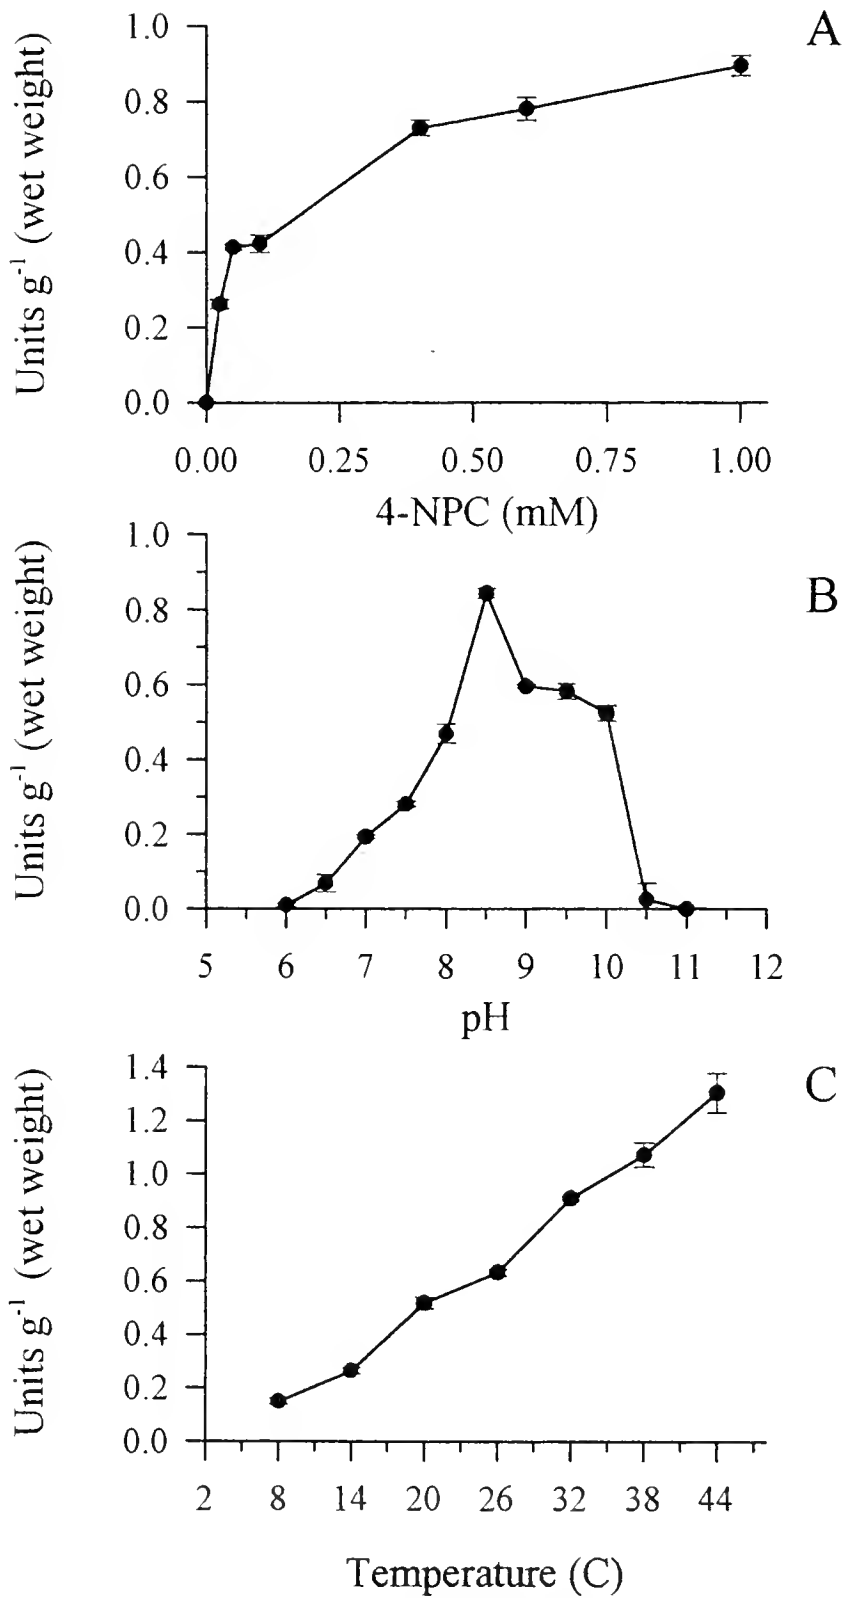 A
Units g⁻¹ (wet weight)
1.0
0.8
0.6
0.4
0.2
0.0
0.00 0.25 0.50 0.75 1.00
4-NPC (mM)
B
Units g⁻¹ (wet weight)
1.0
0.8
0.6
0.4
0.2
0.0
5 6 7 8 9 10 11 12
pH
C
Units g⁻¹ (wet weight)
1.4
1.2
1.0
0.8
0.6
0.4
0.2
0.0
2 8 14 20 26 32 38 44
Temperature (C)